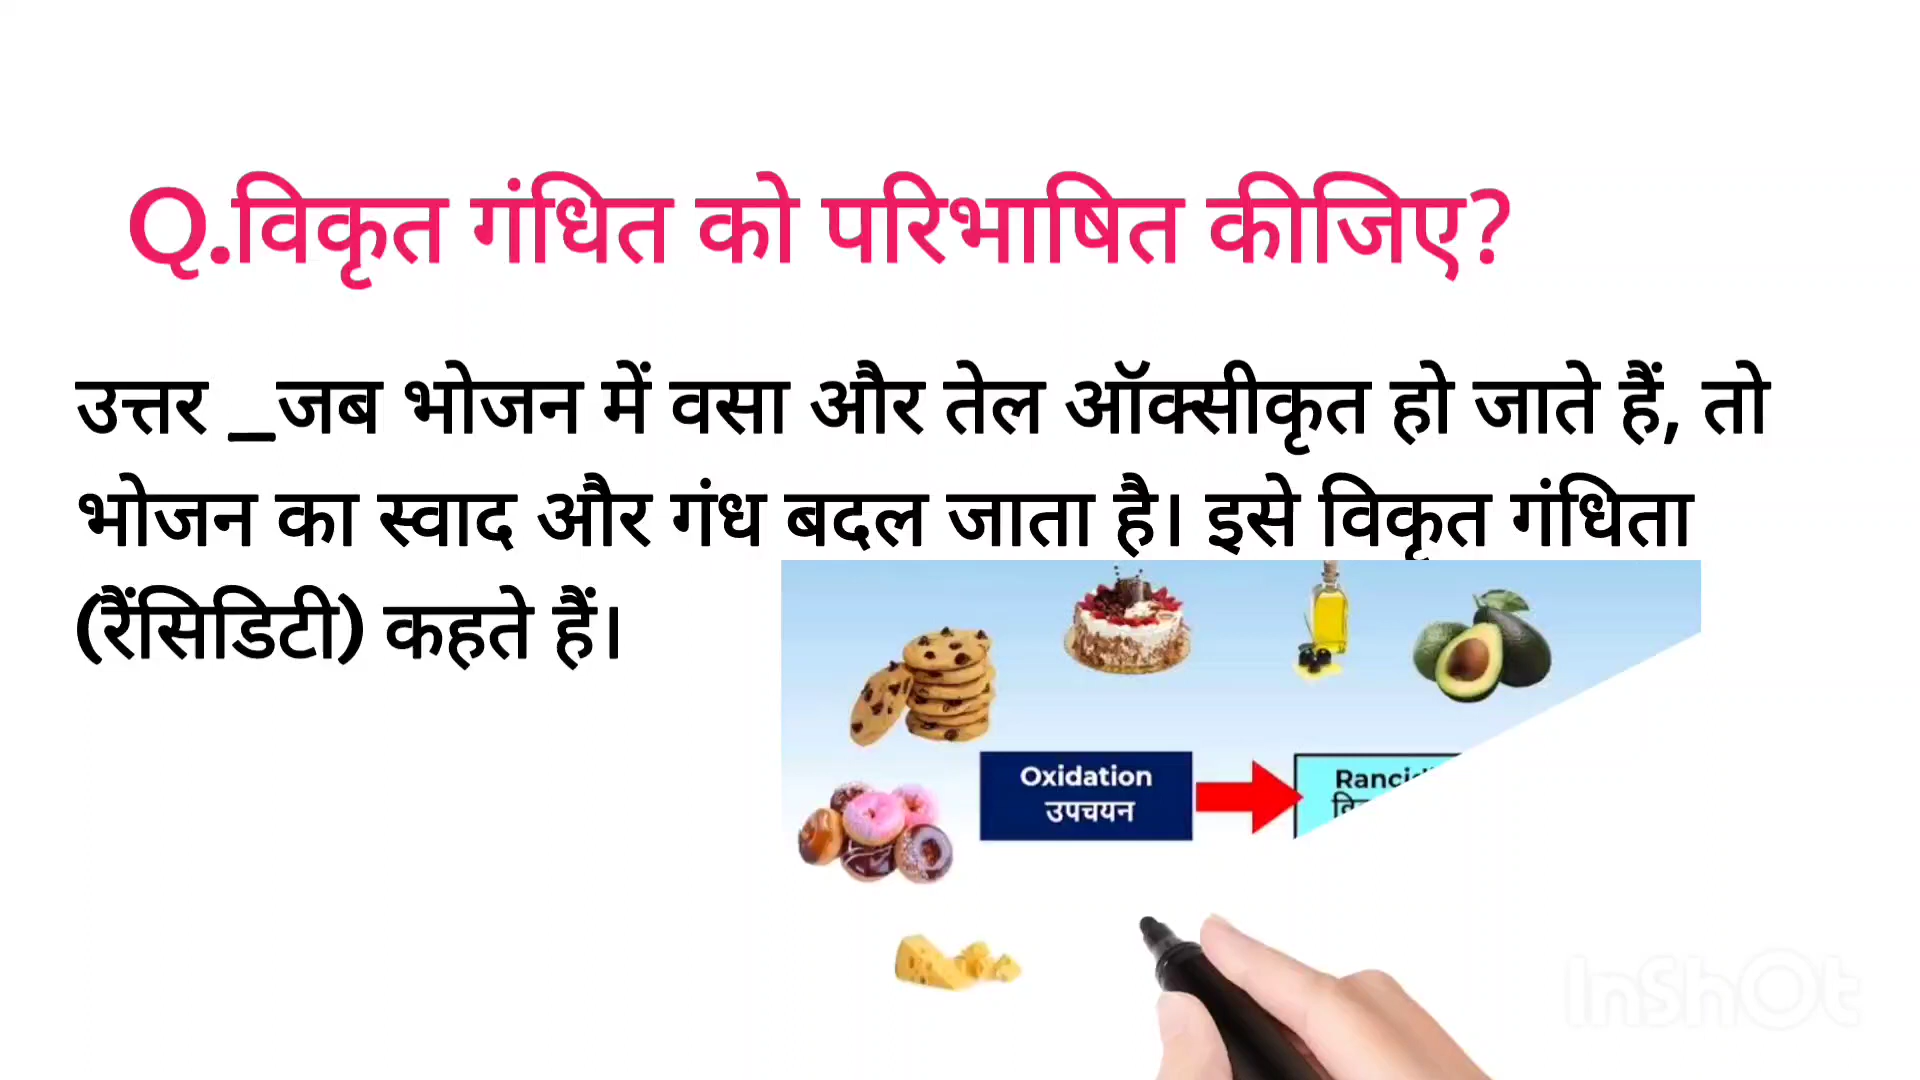 Q.विकृत गंधित को परिभाषित कीजिए?
उत्तर _जब भोजन में वसा और तेल ऑक्सीकृत हो जाते हैं, तो
भोजन का स्वाद और गंध बदल जाता है। इसे विकृत गंधिता
(रैंसिडिटी) कहते हैं।
Oxidation
उपचयन
InShOt